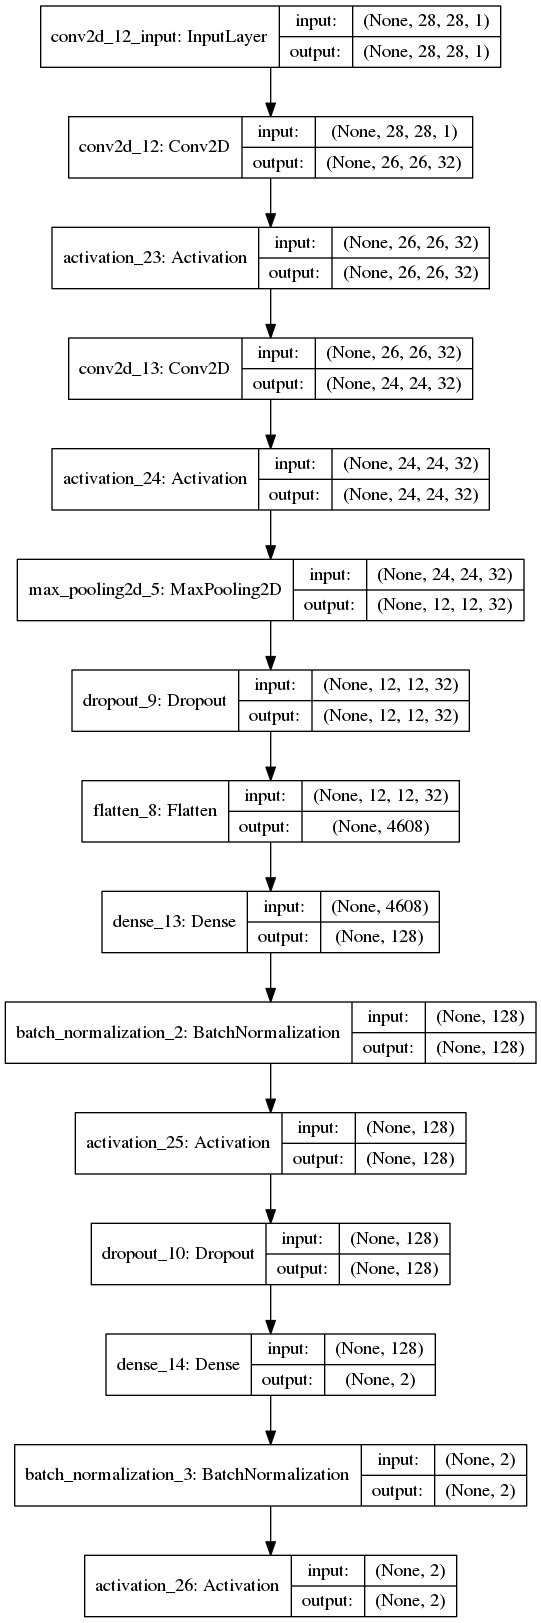 conv2d_12_input: InputLayer
input: (None, 28, 28, 1)
output: (None, 28, 28, 1)
conv2d_12: Conv2D
input: (None, 28, 28, 1)
output: (None, 26, 26, 32)
activation_23: Activation
input: (None, 26, 26, 32)
output: (None, 26, 26, 32)
conv2d_13: Conv2D
input: (None, 26, 26, 32)
output: (None, 24, 24, 32)
activation_24: Activation
input: (None, 24, 24, 32)
output: (None, 24, 24, 32)
max_pooling2d_5: MaxPooling2D
input: (None, 24, 24, 32)
output: (None, 12, 12, 32)
dropout_9: Dropout
input: (None, 12, 12, 32)
output: (None, 12, 12, 32)
flatten_8: Flatten
input: (None, 12, 12, 32)
output: (None, 4608)
dense_13: Dense
input: (None, 4608)
output: (None, 128)
batch_normalization_2: BatchNormalization
input: (None, 128)
output: (None, 128)
activation_25: Activation
input: (None, 128)
output: (None, 128)
dropout_10: Dropout
input: (None, 128)
output: (None, 128)
dense_14: Dense
input: (None, 128)
output: (None, 2)
batch_normalization_3: BatchNormalization
input: (None, 2)
output: (None, 2)
activation_26: Activation
input: (None, 2)
output: (None, 2)